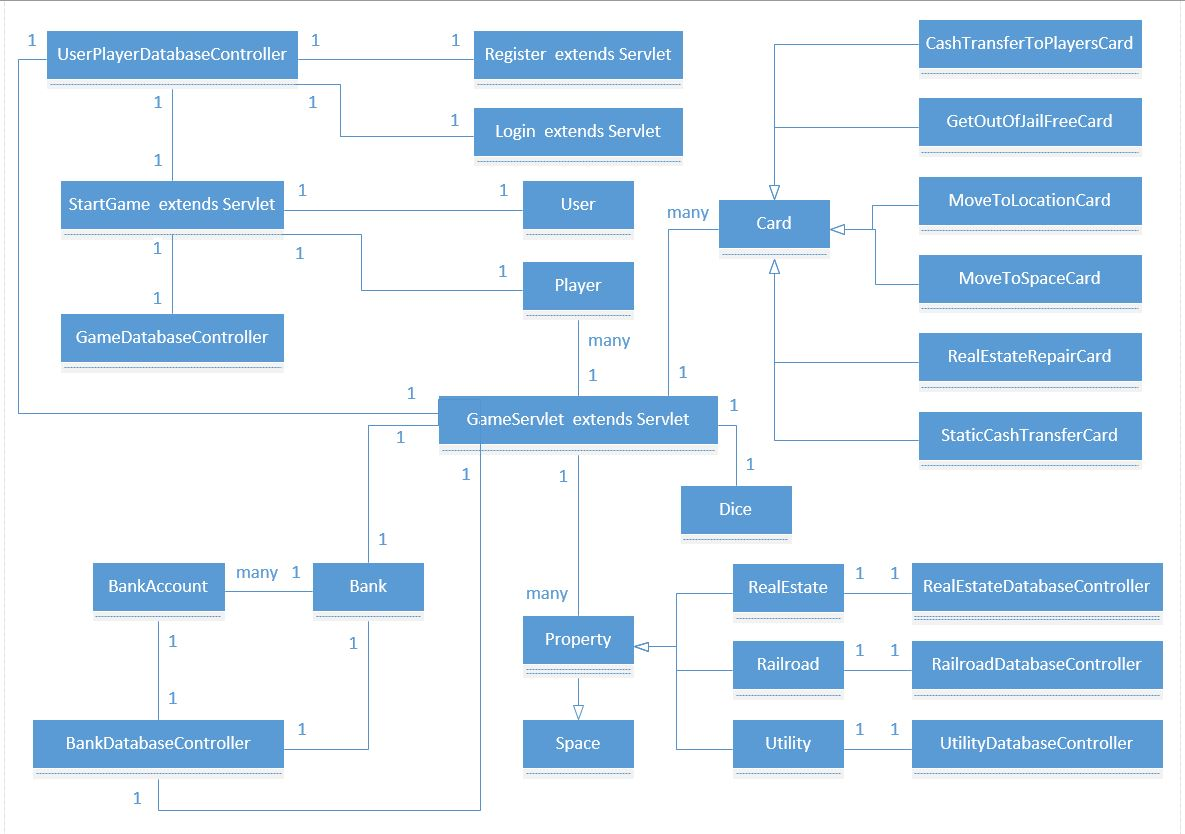 1
UserPlayerDatabaseController
1
1
Register extends Servlet
CashTransferToPlayersCard
1
1
1
Login extends Servlet
GetOutOfJailFreeCard
1
StartGame extends Servlet
1
1
User
many
Card
MoveToLocationCard
1
1
1
Player
MoveToSpaceCard
1
GameDatabaseController
many
1
1
RealEstateRepairCard
1
GameServlet extends Servlet
1
StaticCashTransferCard
1
1
1
1
Dice
1
BankAccount
many
1
Bank
many
RealEstate
1
1
RealEstateDatabaseController
1
1
Property
Railroad
1
1
RailroadDatabaseController
1
BankDatabaseController
1
Space
Utility
1
1
UtilityDatabaseController
1